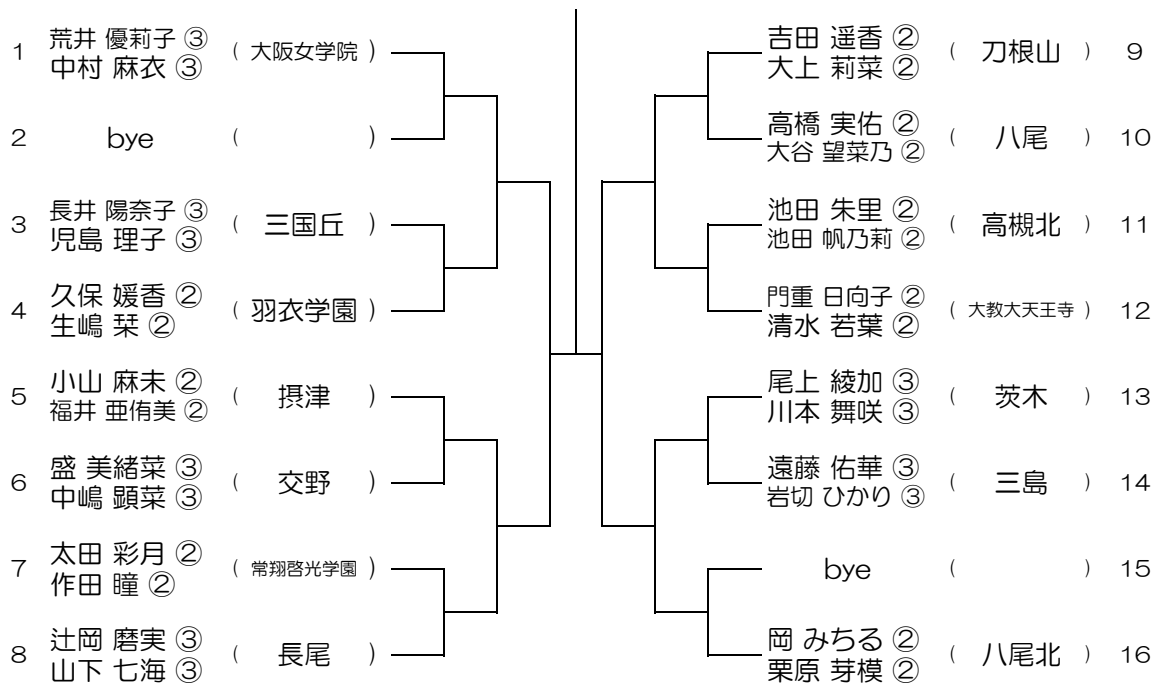 1 荒井 優莉子 ③ ( 大阪女学院 )
中村 麻衣 ③
2 bye ( )
3 長井 陽奈子 ③ ( 三国丘 )
児島 理子 ③
4 久保 媛香 ② ( 羽衣学園 )
生嶋 栞 ②
5 小山 麻未 ② ( 摂津 )
福井 亜侑美 ②
6 盛 美緒菜 ③ ( 交野 )
中嶋 顕菜 ③
7 太田 彩月 ② ( 常翔啓光学園 )
作田 瞳 ②
8 辻岡 磨実 ③ ( 長尾 )
山下 七海 ③
吉田 遥香 ② ( 刀根山 ) 9
大上 莉菜 ②
高橋 実佑 ② ( 八尾 ) 10
大谷 望菜乃 ②
池田 朱里 ② ( 高槻北 ) 11
池田 帆乃莉 ②
門重 日向子 ② ( 大教大天王寺 ) 12
清水 若葉 ②
尾上 綾加 ③ ( 茨木 ) 13
川本 舞咲 ③
遠藤 佑華 ③ ( 三島 ) 14
岩切 ひかり ③
bye ( ) 15
岡 みちる ② ( 八尾北 ) 16
栗原 芽模 ②